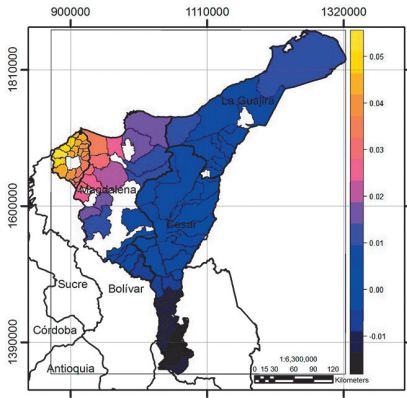 900000 1110000 1320000
1810000
1600000
1390000
0.05
0.04
0.03
0.02
0.01
0.00
-0.01
La Guajira
Magdalena
Cesar
Sucre
Bolívar
Córdoba
Antioquia
1:6,300,000
0 15 30 60 90 120
Kilometers